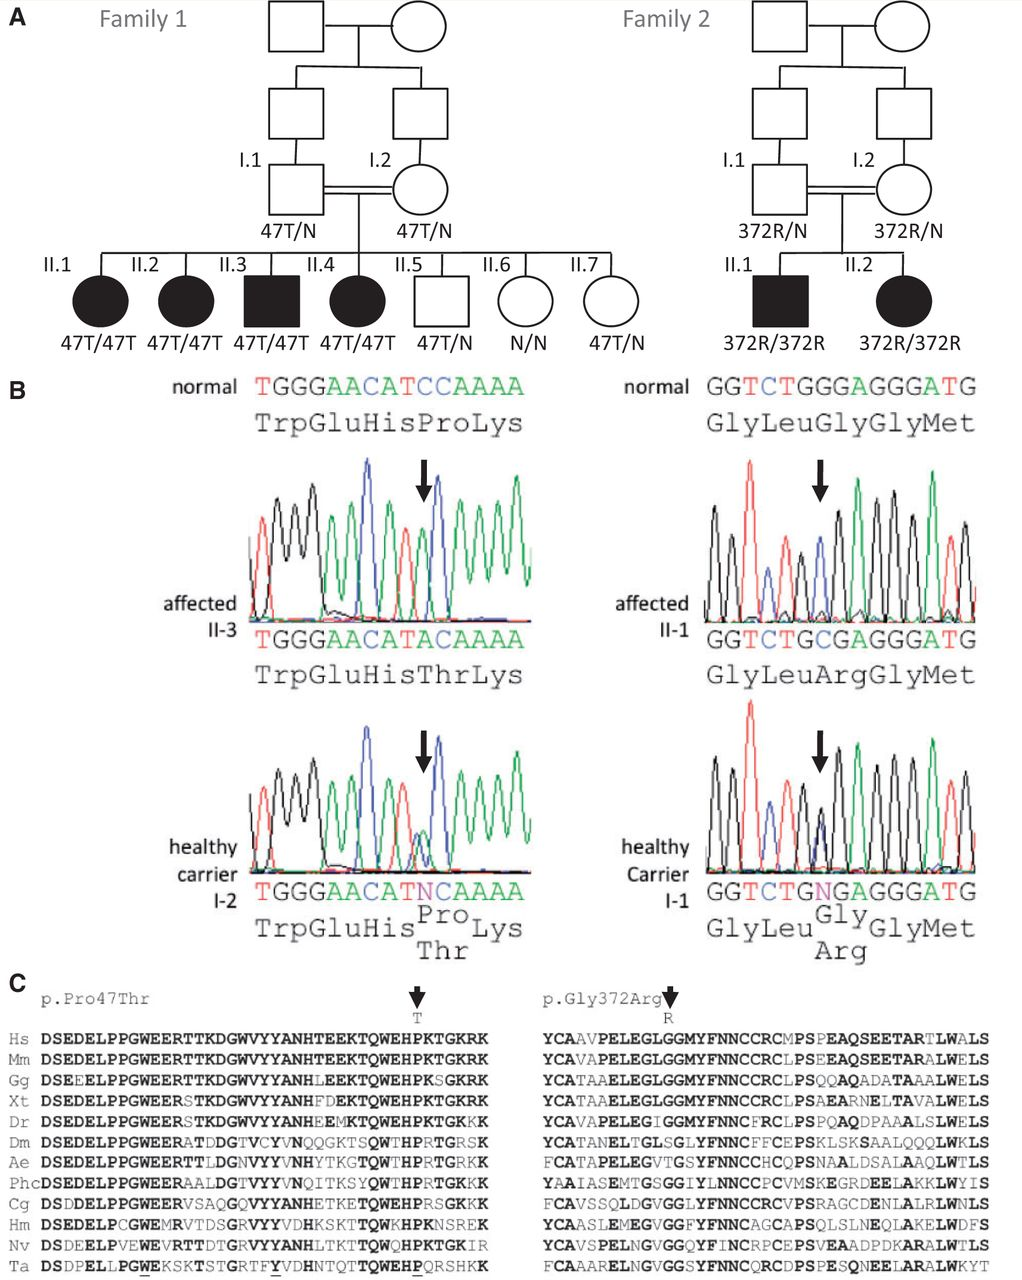 A
Family 1
Family 2
I.1
I.2
I.1
I.2
47T/N
47T/N
372R/N
372R/N
II.1
II.2
II.3
II.4
II.5
II.6
II.7
II.1
II.2
47T/47T
47T/47T
47T/47T
47T/47T
47T/N
N/N
47T/N
372R/372R
372R/372R
B
normal
TGGGAACATCCAAAA
TrpGluHisProLys
normal
GGTCTGGGAGGGATG
GlyLeuGlyGlyMet
affected
II-3
TGGGAACATACAAAA
TrpGluHisThrLys
affected
II-1
GGTCTGCGAGGGATG
GlyLeuArgGlyMet
healthy
carrier
I-2
TGGGAACATNCAAAA
TrpGluHis Pro Lys
Thr
healthy
Carrier
I-1
GGTCTGNGAGGGATG
GlyLeu Gly GlyMet
Arg
C
p.Pro47Thr
T
p.Gly372Arg
R
Hs DSEDELPPGWEERTTKDGWVYYANHTEEKTQWEHPKTGKRK YCAAVPELEGLGGMYFNNCCRCMPSPEAQSEETARTLWALS
Mm DSEDELPPGWEERTTKDGWVYYANHTEEKTQWEHPKTGKRK YCAVAPELEGLGGMYFNNCCRCLPSEEAQSEETARALWELS
Gg DSEEELPPGWEERTTKDGWVYYANHLEEKTQWEHPKSGKRK YCATAAELEGLGGMYFNNCCRCLPSQQAQADATAAALWELS
Xt DSEDELPPGWEERSTKDGWVYYANHFDEKTQWEHPKTGKRK YCATAAELEGLGGMYFNNCCRCLPSAEARNELTAVALWELS
Dr DSEDELPPGWEERSTKDGWVYYANHEEMKTQWEHPKTGKKK YCAVAPELEGIGGMYFNNCFRCLPSAQAQDPAAALSLWELS
Dm DSEDELPPGWEERATDDGTVCYVNQQGKTSQWTHPRTGRSK YCATANELTGLSGLYFNNCFFCEPSKLSKSAALQQQLWKLS
Ae DSEDELPPGWEERTTLDGNVYYVNHYTKGTQWTHPRTGRKK FCATAPELEGVTGSYFNNCCHCQPSNAALDSALAAQLWTLS
Phc DSEDELPPGWEERAALDGTVYYVNQITKSYQWTHPRTGKKK YAAIASEMTGSGGIYLNNCCPCVMSKEGRDEELAKKLWYIS
Cg DSDDELPPGWEERVSAQGQVYYANHETKATQWEHPRSGKKK FCAVSSQLDGVGGLYFNNCCRCVPSRAGCDENLALRLWNLS
Hm DSEDELPCGWEMRVTDSGRVYYVDHKSKTTQWKHPKNSREK YCAASLEMEGVGGFYFNNCAGCAPSQLSLNEQLAKELWDFS
Nv DSDEELPVEWEVRTTDTGRVYYANHLTKTTQWQHPKTGKIR YCAVSPELNGVGGQYFINCRPCEPSVEAADPDKARALWTLS
Ta DSDPELLPGWEKSKTSTGRTFYVDHNTQTTQWEHPQRSHKK FCAAARELNGVGGLYFNNCCPCLPSNAAADATSATALWKYT